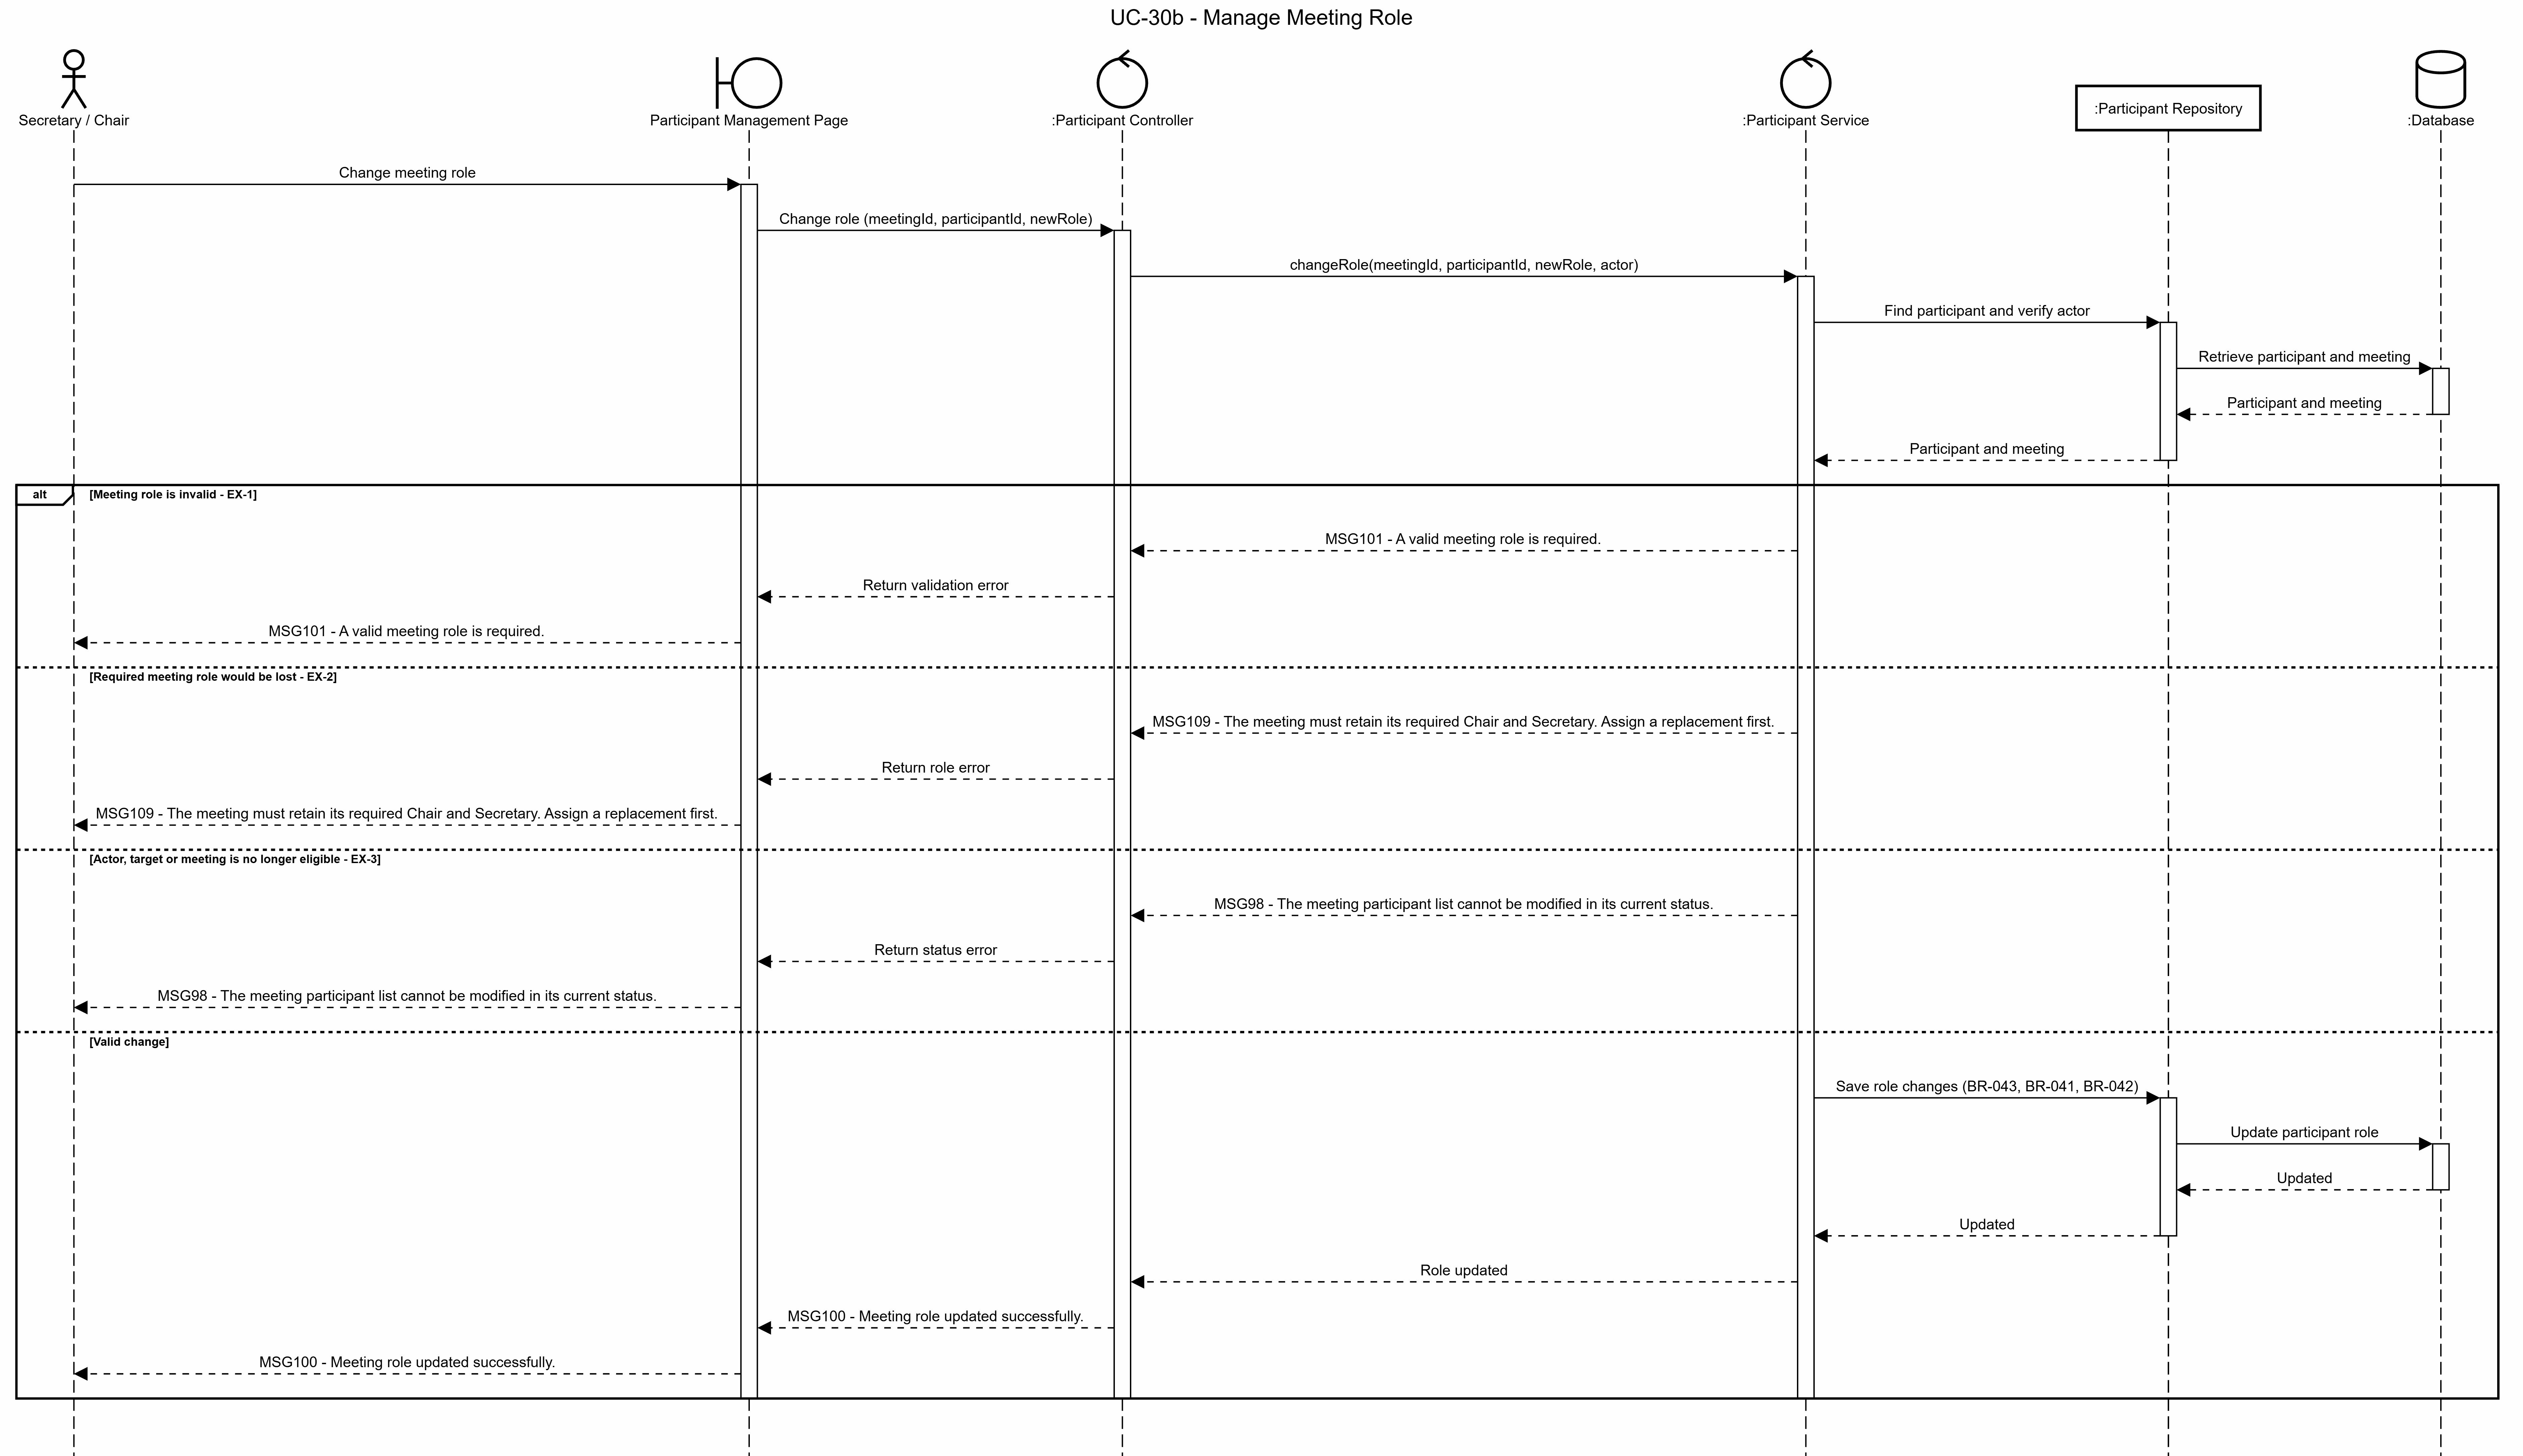 UC-30b - Manage Meeting Role
Secretary / Chair
Participant Management Page
:Participant Controller
:Participant Service
:Participant Repository
:Database
Change meeting role
Change role (meetingId, participantId, newRole)
changeRole(meetingId, participantId, newRole, actor)
Find participant and verify actor
Retrieve participant and meeting
Participant and meeting
Participant and meeting
alt
[Meeting role is invalid - EX-1]
MSG101 - A valid meeting role is required.
Return validation error
MSG101 - A valid meeting role is required.
[Required meeting role would be lost - EX-2]
MSG109 - The meeting must retain its required Chair and Secretary. Assign a replacement first.
Return role error
MSG109 - The meeting must retain its required Chair and Secretary. Assign a replacement first.
[Actor, target or meeting is no longer eligible - EX-3]
MSG98 - The meeting participant list cannot be modified in its current status.
Return status error
MSG98 - The meeting participant list cannot be modified in its current status.
[Valid change]
Save role changes (BR-043, BR-041, BR-042)
Update participant role
Updated
Updated
Role updated
MSG100 - Meeting role updated successfully.
MSG100 - Meeting role updated successfully.